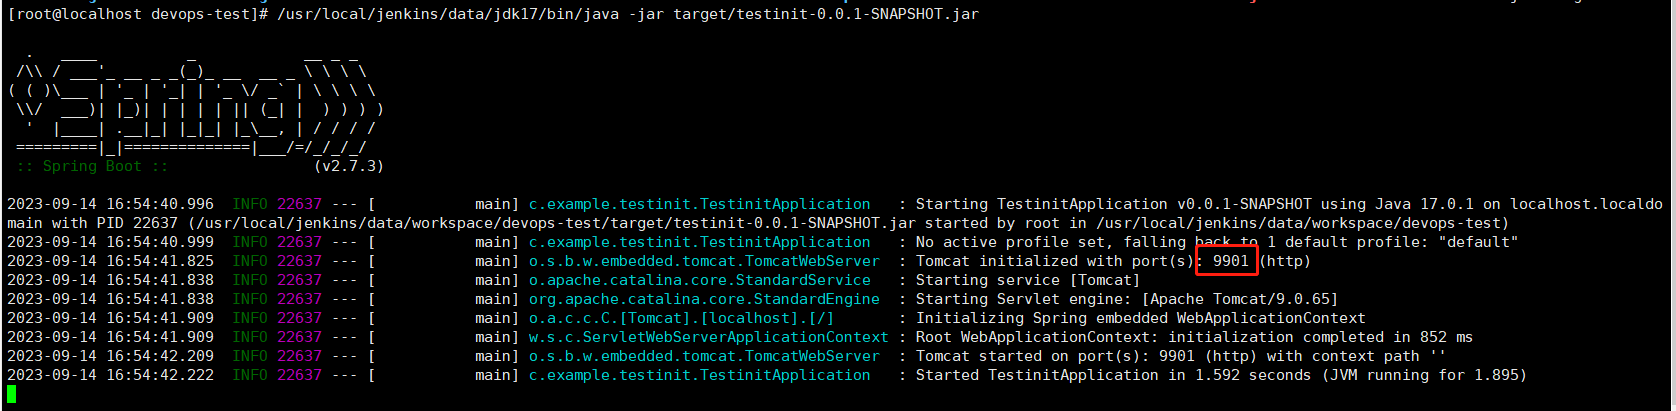 [root@localhost devops-test]# /usr/local/jenkins/data/jdk17/bin/java -jar target/testinit-0.0.1-SNAPSHOT.jar
  .   ____          _            __ _ _
 /\\ / ___'_ __ _ _(_)_ __  __ _ \ \ \ \
( ( )\___ | '_ | '_| | '_ \/ _` | \ \ \ \
 \\/  ___)| |_)| | | | | || (_| |  ) ) ) )
  '  |____| .__|_| |_|_| |_\__, | / / / /
 =========|_|==============|___/=/_/_/_/
 :: Spring Boot ::                (v2.7.3)
2023-09-14 16:54:40.996  INFO 22637 --- [           main] c.example.testinit.TestinitApplication   : Starting TestinitApplication v0.0.1-SNAPSHOT using Java 17.0.1 on localhost.localdo
main with PID 22637 (/usr/local/jenkins/data/workspace/devops-test/target/testinit-0.0.1-SNAPSHOT.jar started by root in /usr/local/jenkins/data/workspace/devops-test)
2023-09-14 16:54:40.999  INFO 22637 --- [           main] c.example.testinit.TestinitApplication   : No active profile set, falling back to 1 default profile: "default"
2023-09-14 16:54:41.825  INFO 22637 --- [           main] o.s.b.w.embedded.tomcat.TomcatWebServer  : Tomcat initialized with port(s): 9901 (http)
2023-09-14 16:54:41.838  INFO 22637 --- [           main] o.apache.catalina.core.StandardService   : Starting service [Tomcat]
2023-09-14 16:54:41.838  INFO 22637 --- [           main] org.apache.catalina.core.StandardEngine  : Starting Servlet engine: [Apache Tomcat/9.0.65]
2023-09-14 16:54:41.909  INFO 22637 --- [           main] o.a.c.c.C.[Tomcat].[localhost].[/]       : Initializing Spring embedded WebApplicationContext
2023-09-14 16:54:41.909  INFO 22637 --- [           main] w.s.c.ServletWebServerApplicationContext : Root WebApplicationContext: initialization completed in 852 ms
2023-09-14 16:54:42.209  INFO 22637 --- [           main] o.s.b.w.embedded.tomcat.TomcatWebServer  : Tomcat started on port(s): 9901 (http) with context path ''
2023-09-14 16:54:42.222  INFO 22637 --- [           main] c.example.testinit.TestinitApplication   : Started TestinitApplication in 1.592 seconds (JVM running for 1.895)